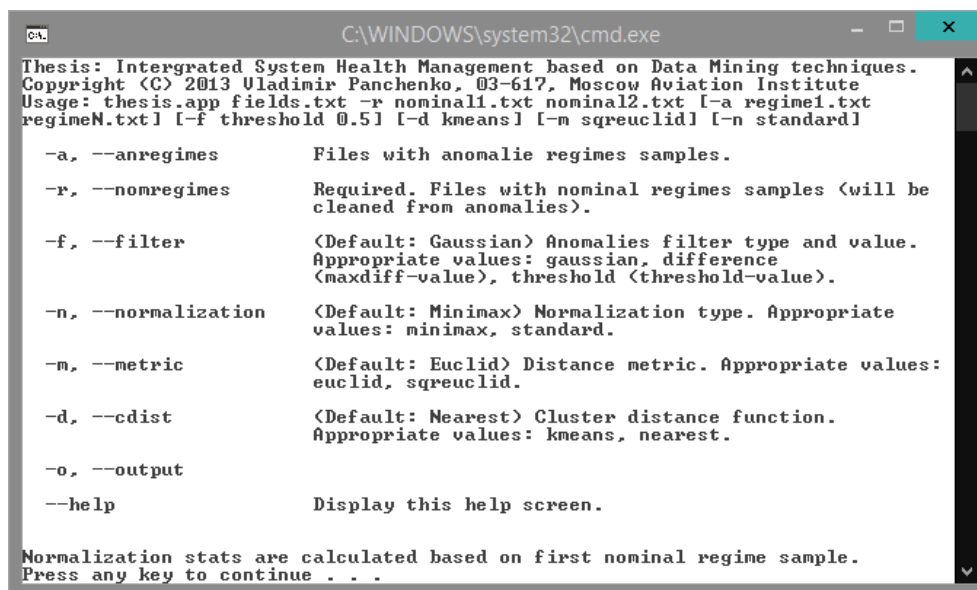 C:\WINDOWS\system32\cmd.exe
Thesis: Intergrated System Health Management based on Data Mining techniques.
Copyright (C) 2013 Vladimir Panchenko, 03-617, Moscow Aviation Institute
Usage: thesis.app fields.txt -r nominal1.txt nominal2.txt [-a regime1.txt
regimeN.txt] [-f threshold 0.5] [-d kmeans] [-m sqreuclid] [-n standard]
-a, --anregimes Files with anomalie regimes samples.
-r, --nomregimes Required. Files with nominal regimes samples (will be
cleaned from anomalies).
-f, --filter (Default: Gaussian) Anomalies filter type and value.
Appropriate values: gaussian, difference
(maxdiff-value), threshold (threshold-value).
-n, --normalization (Default: Minimax) Normalization type. Appropriate
values: minimax, standard.
-m, --metric (Default: Euclid) Distance metric. Appropriate values:
euclid, sqreuclid.
-d, --cdist (Default: Nearest) Cluster distance function.
Appropriate values: kmeans, nearest.
-o, --output
--help Display this help screen.
Normalization stats are calculated based on first nominal regime sample.
Press any key to continue . . .